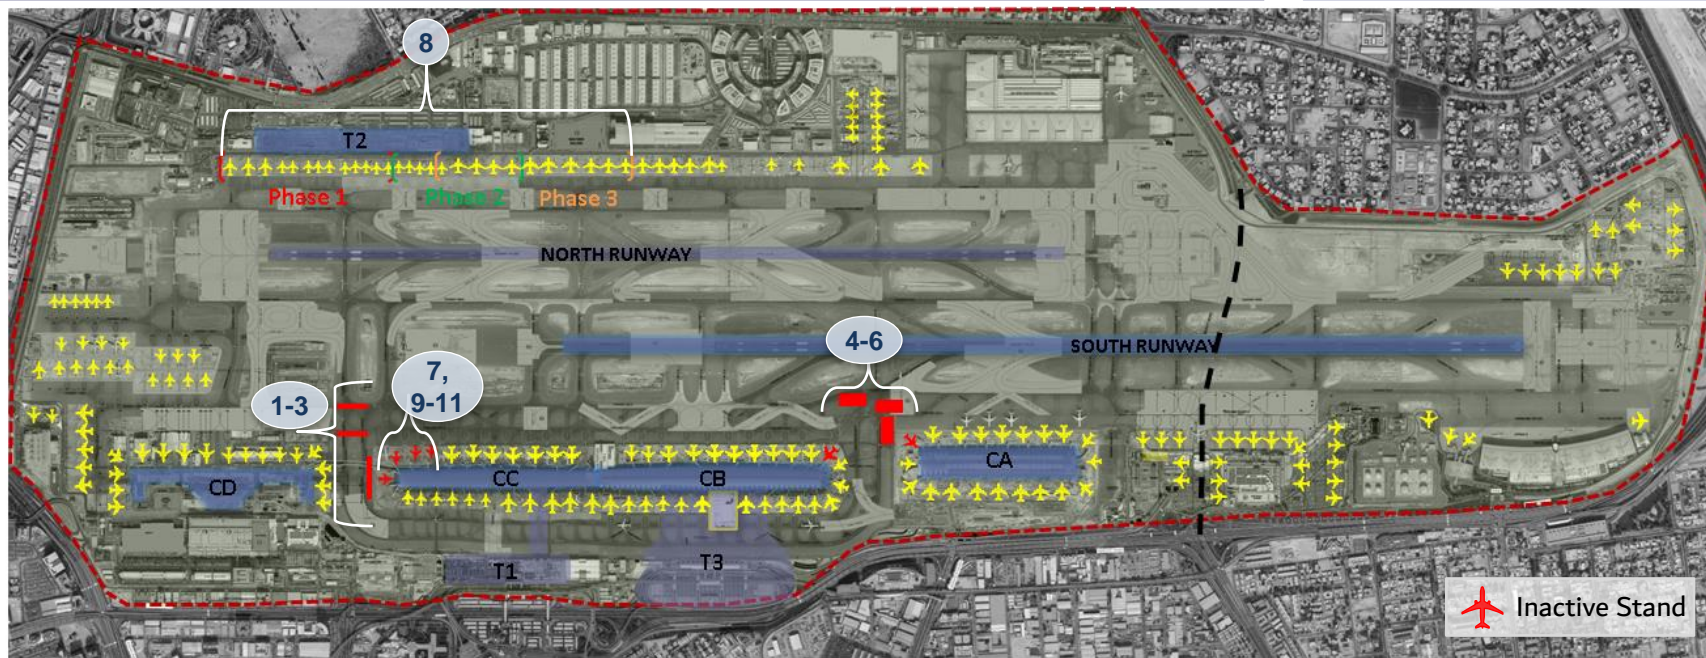 8
T2
Phase 1
Phase 2
Phase 3
NORTH RUNWAY
SOUTH RUNWAY
4-6
7,
9-11
1-3
CD
CC
CB
CA
T1
T3
Inactive Stand